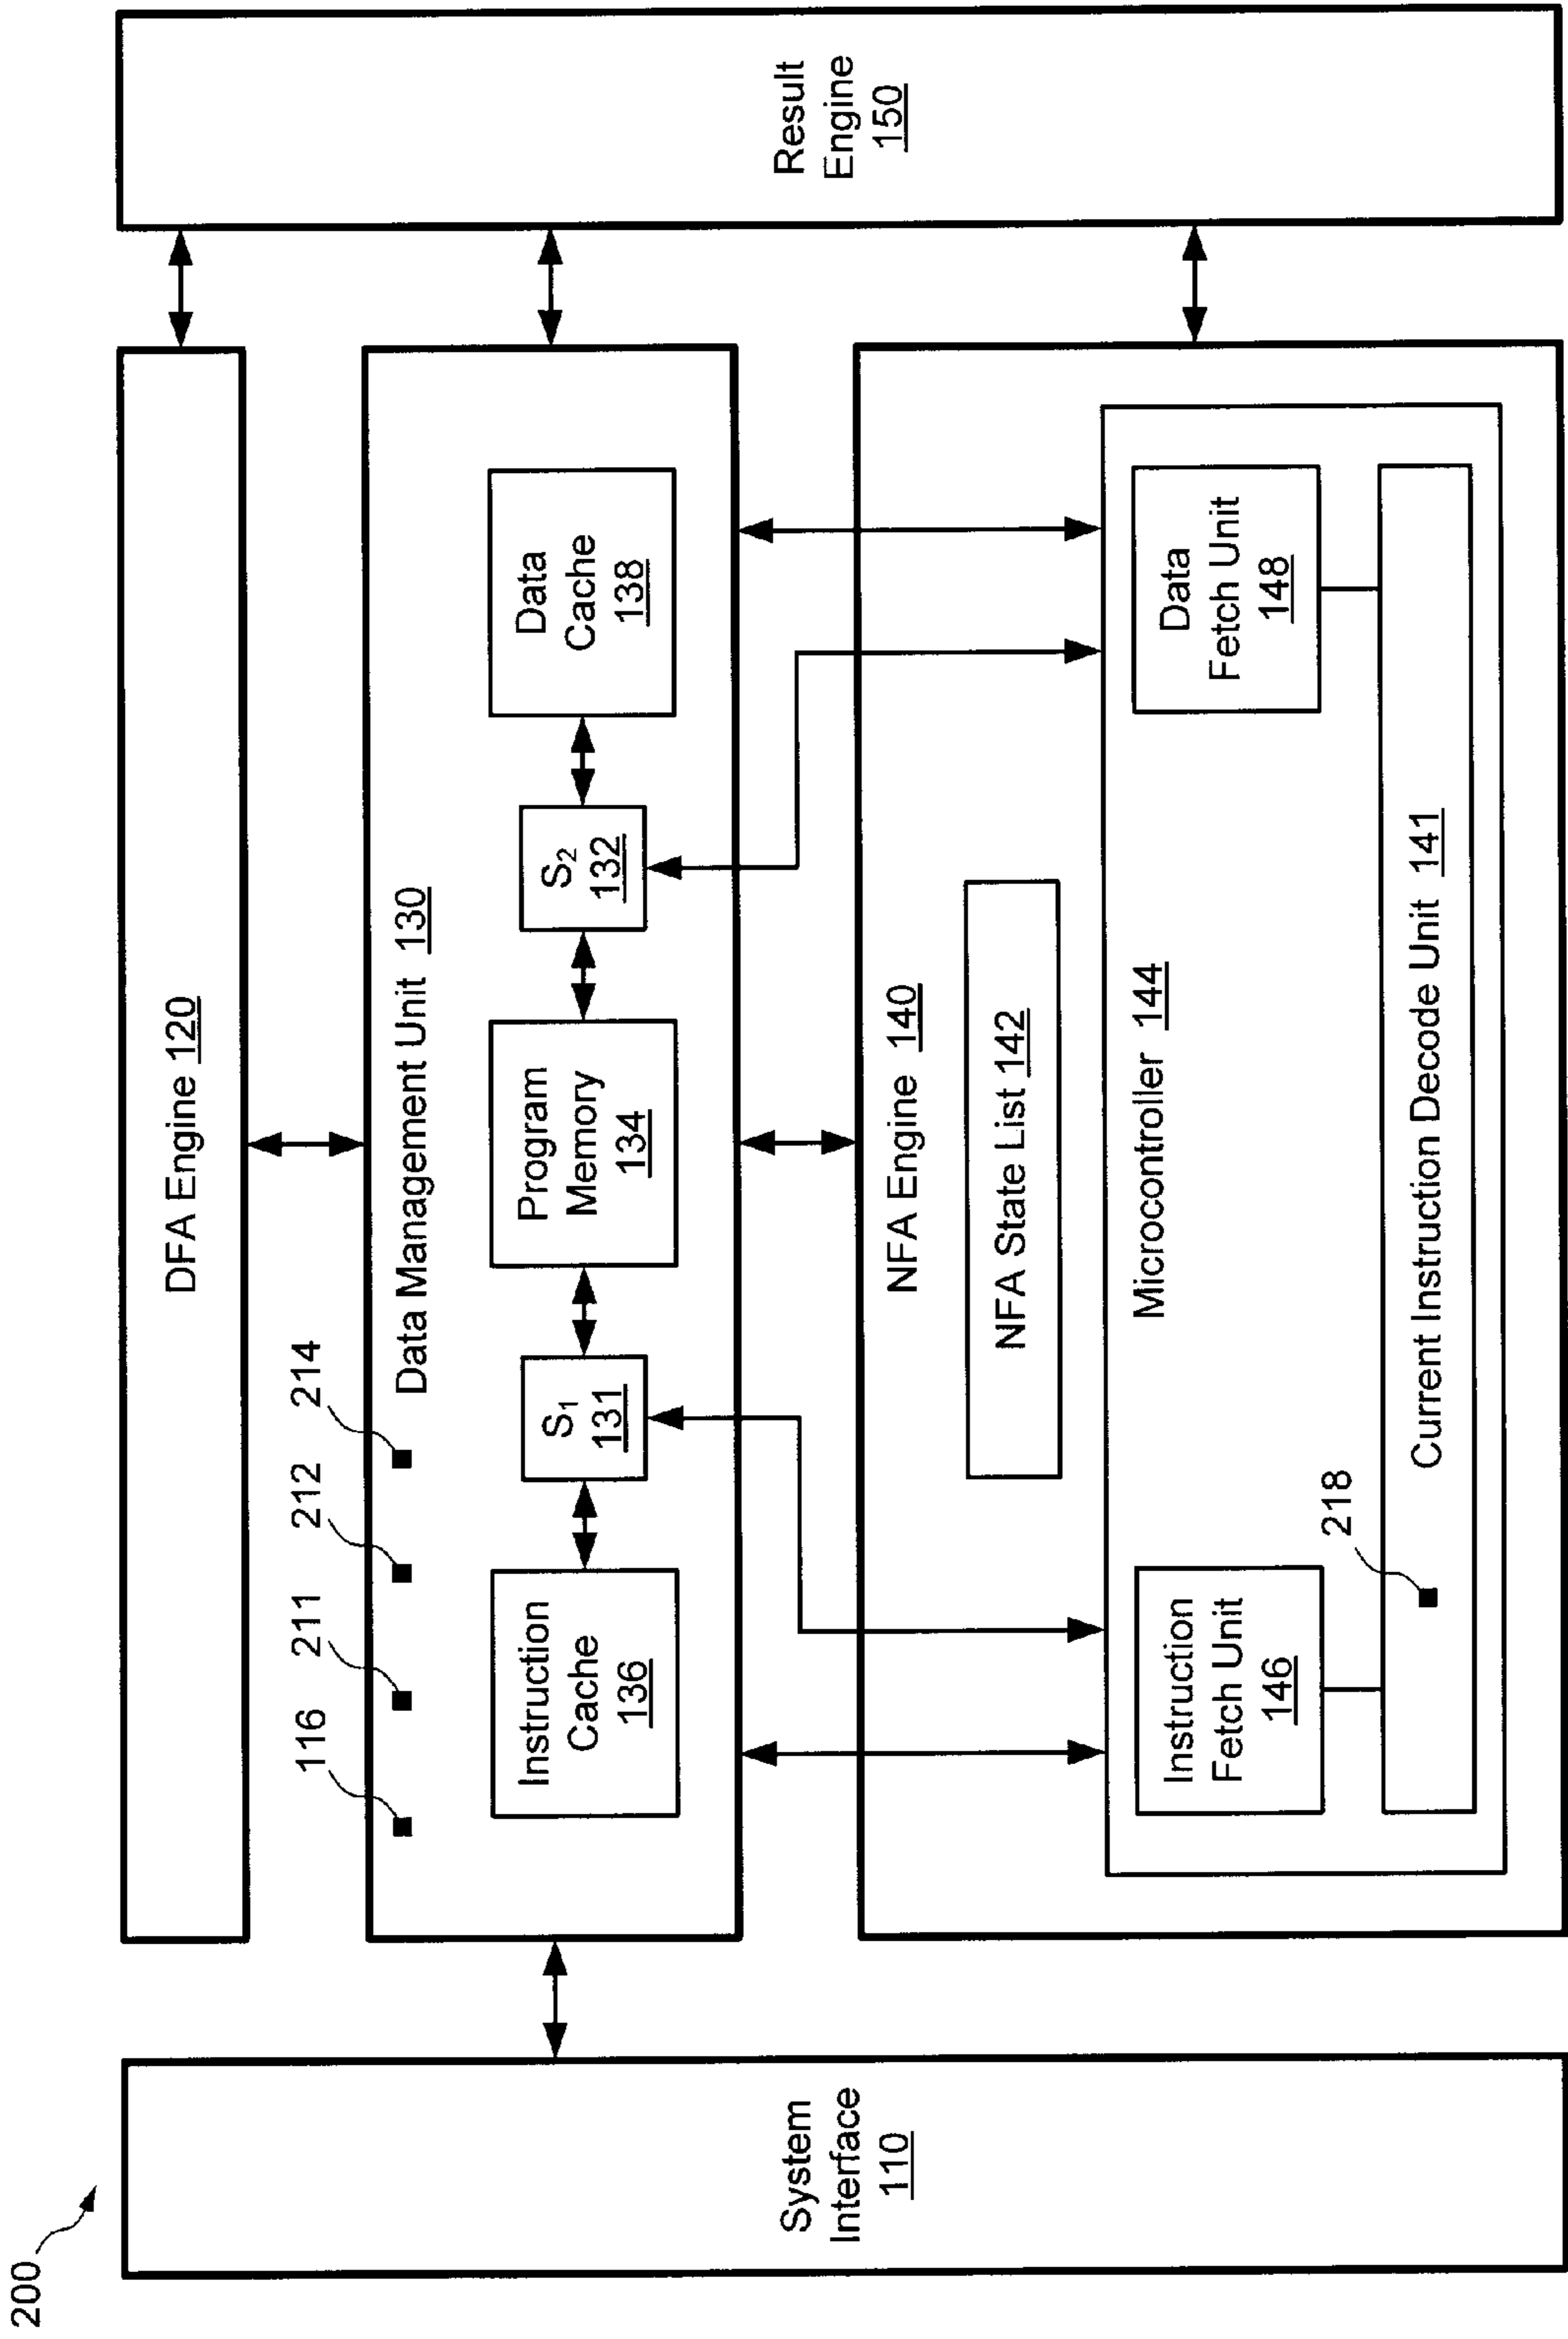 200
System
Interface
110
DFA Engine 120
116
211
212
214
Data Management Unit 130
Instruction
Cache
136
S₁
131
Program
Memory
134
S₂
132
Data
Cache
138
NFA Engine 140
NFA State List 142
Microcontroller 144
Instruction
Fetch Unit
146
218
Data
Fetch Unit
148
Current Instruction Decode Unit 141
Result
Engine
150